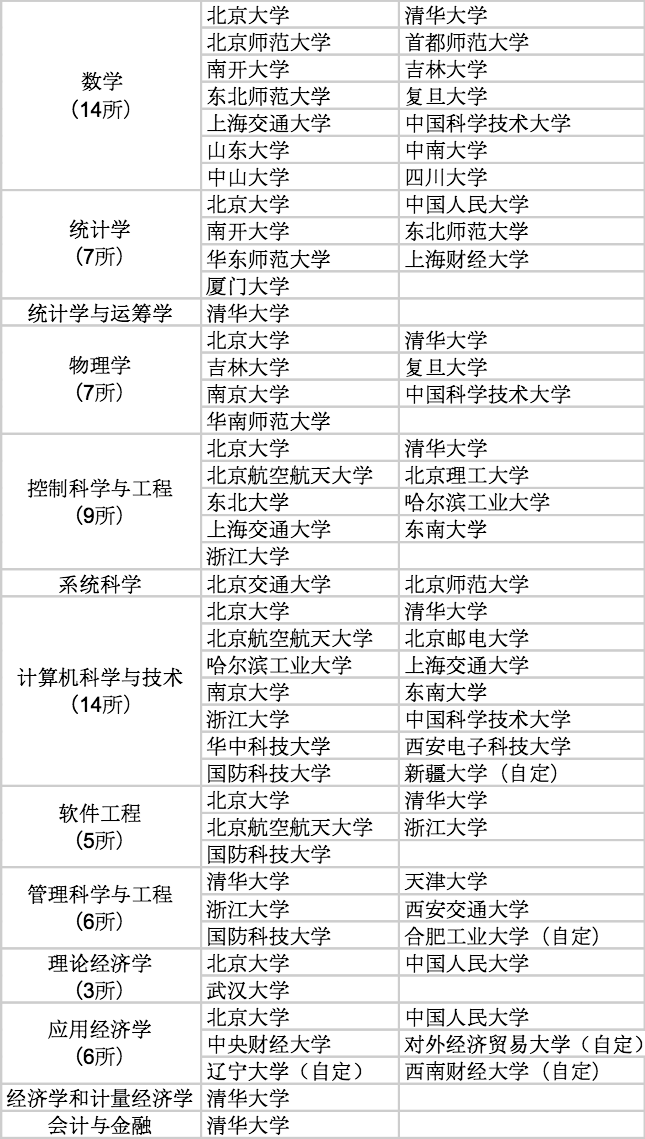 数学
(14所)
北京大学 清华大学
北京师范大学 首都师范大学
南开大学 吉林大学
东北师范大学 复旦大学
上海交通大学 中国科学技术大学
山东大学 中南大学
中山大学 四川大学
统计学
(7所)
北京大学 中国人民大学
南开大学 东北师范大学
华东师范大学 上海财经大学
厦门大学
统计学与运筹学 清华大学
物理学
(7所)
北京大学 清华大学
吉林大学 复旦大学
南京大学 中国科学技术大学
华南师范大学
控制科学与工程
(9所)
北京大学 清华大学
北京航空航天大学 北京理工大学
东北大学 哈尔滨工业大学
上海交通大学 东南大学
浙江大学
系统科学 北京交通大学 北京师范大学
计算机科学与技术
(14所)
北京大学 清华大学
北京航空航天大学 北京邮电大学
哈尔滨工业大学 上海交通大学
南京大学 东南大学
浙江大学 中国科学技术大学
华中科技大学 西安电子科技大学
国防科技大学 新疆大学（自定）
软件工程
(5所)
北京大学 清华大学
北京航空航天大学 浙江大学
国防科技大学
管理科学与工程
(6所)
清华大学 天津大学
浙江大学 西安交通大学
国防科技大学 合肥工业大学（自定）
理论经济学
(3所)
北京大学 中国人民大学
武汉大学
应用经济学
(6所)
北京大学 中国人民大学
中央财经大学 对外经济贸易大学（自定）
辽宁大学（自定） 西南财经大学（自定）
经济学和计量经济学 清华大学
会计与金融 清华大学